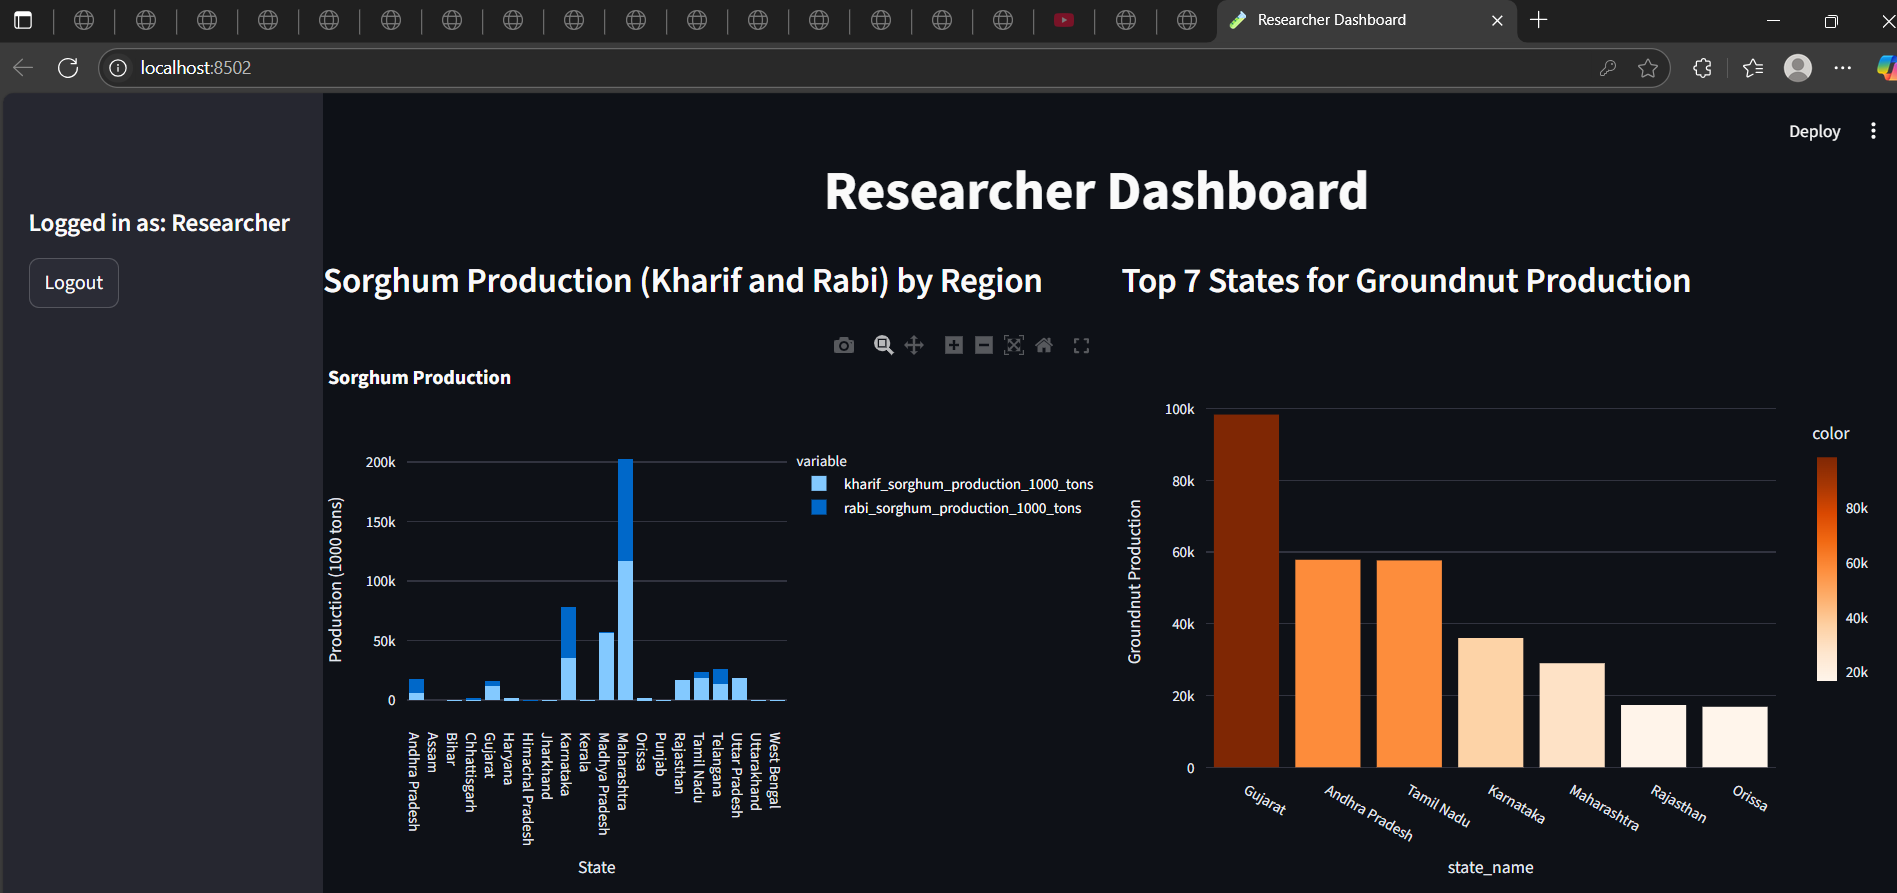 Researcher Dashboard
localhost:8502
Deploy
Logged in as: Researcher
Logout
Researcher Dashboard
Sorghum Production (Kharif and Rabi) by Region
Sorghum Production
200k
150k
100k
50k
0
Production (1000 tons)
variable
kharif_sorghum_production_1000_tons
rabi_sorghum_production_1000_tons
Andhra Pradesh
Assam
Bihar
Chhattisgarh
Gujarat
Haryana
Himachal Pradesh
Jharkhand
Karnataka
Kerala
Madhya Pradesh
Maharashtra
Orissa
Punjab
Rajasthan
Tamil Nadu
Telangana
Uttar Pradesh
Uttarakhand
West Bengal
State
Top 7 States for Groundnut Production
100k
80k
60k
40k
20k
0
Groundnut Production
Gujarat
Andhra Pradesh
Tamil Nadu
Karnataka
Maharashtra
Rajasthan
Orissa
state_name
color
80k
60k
40k
20k